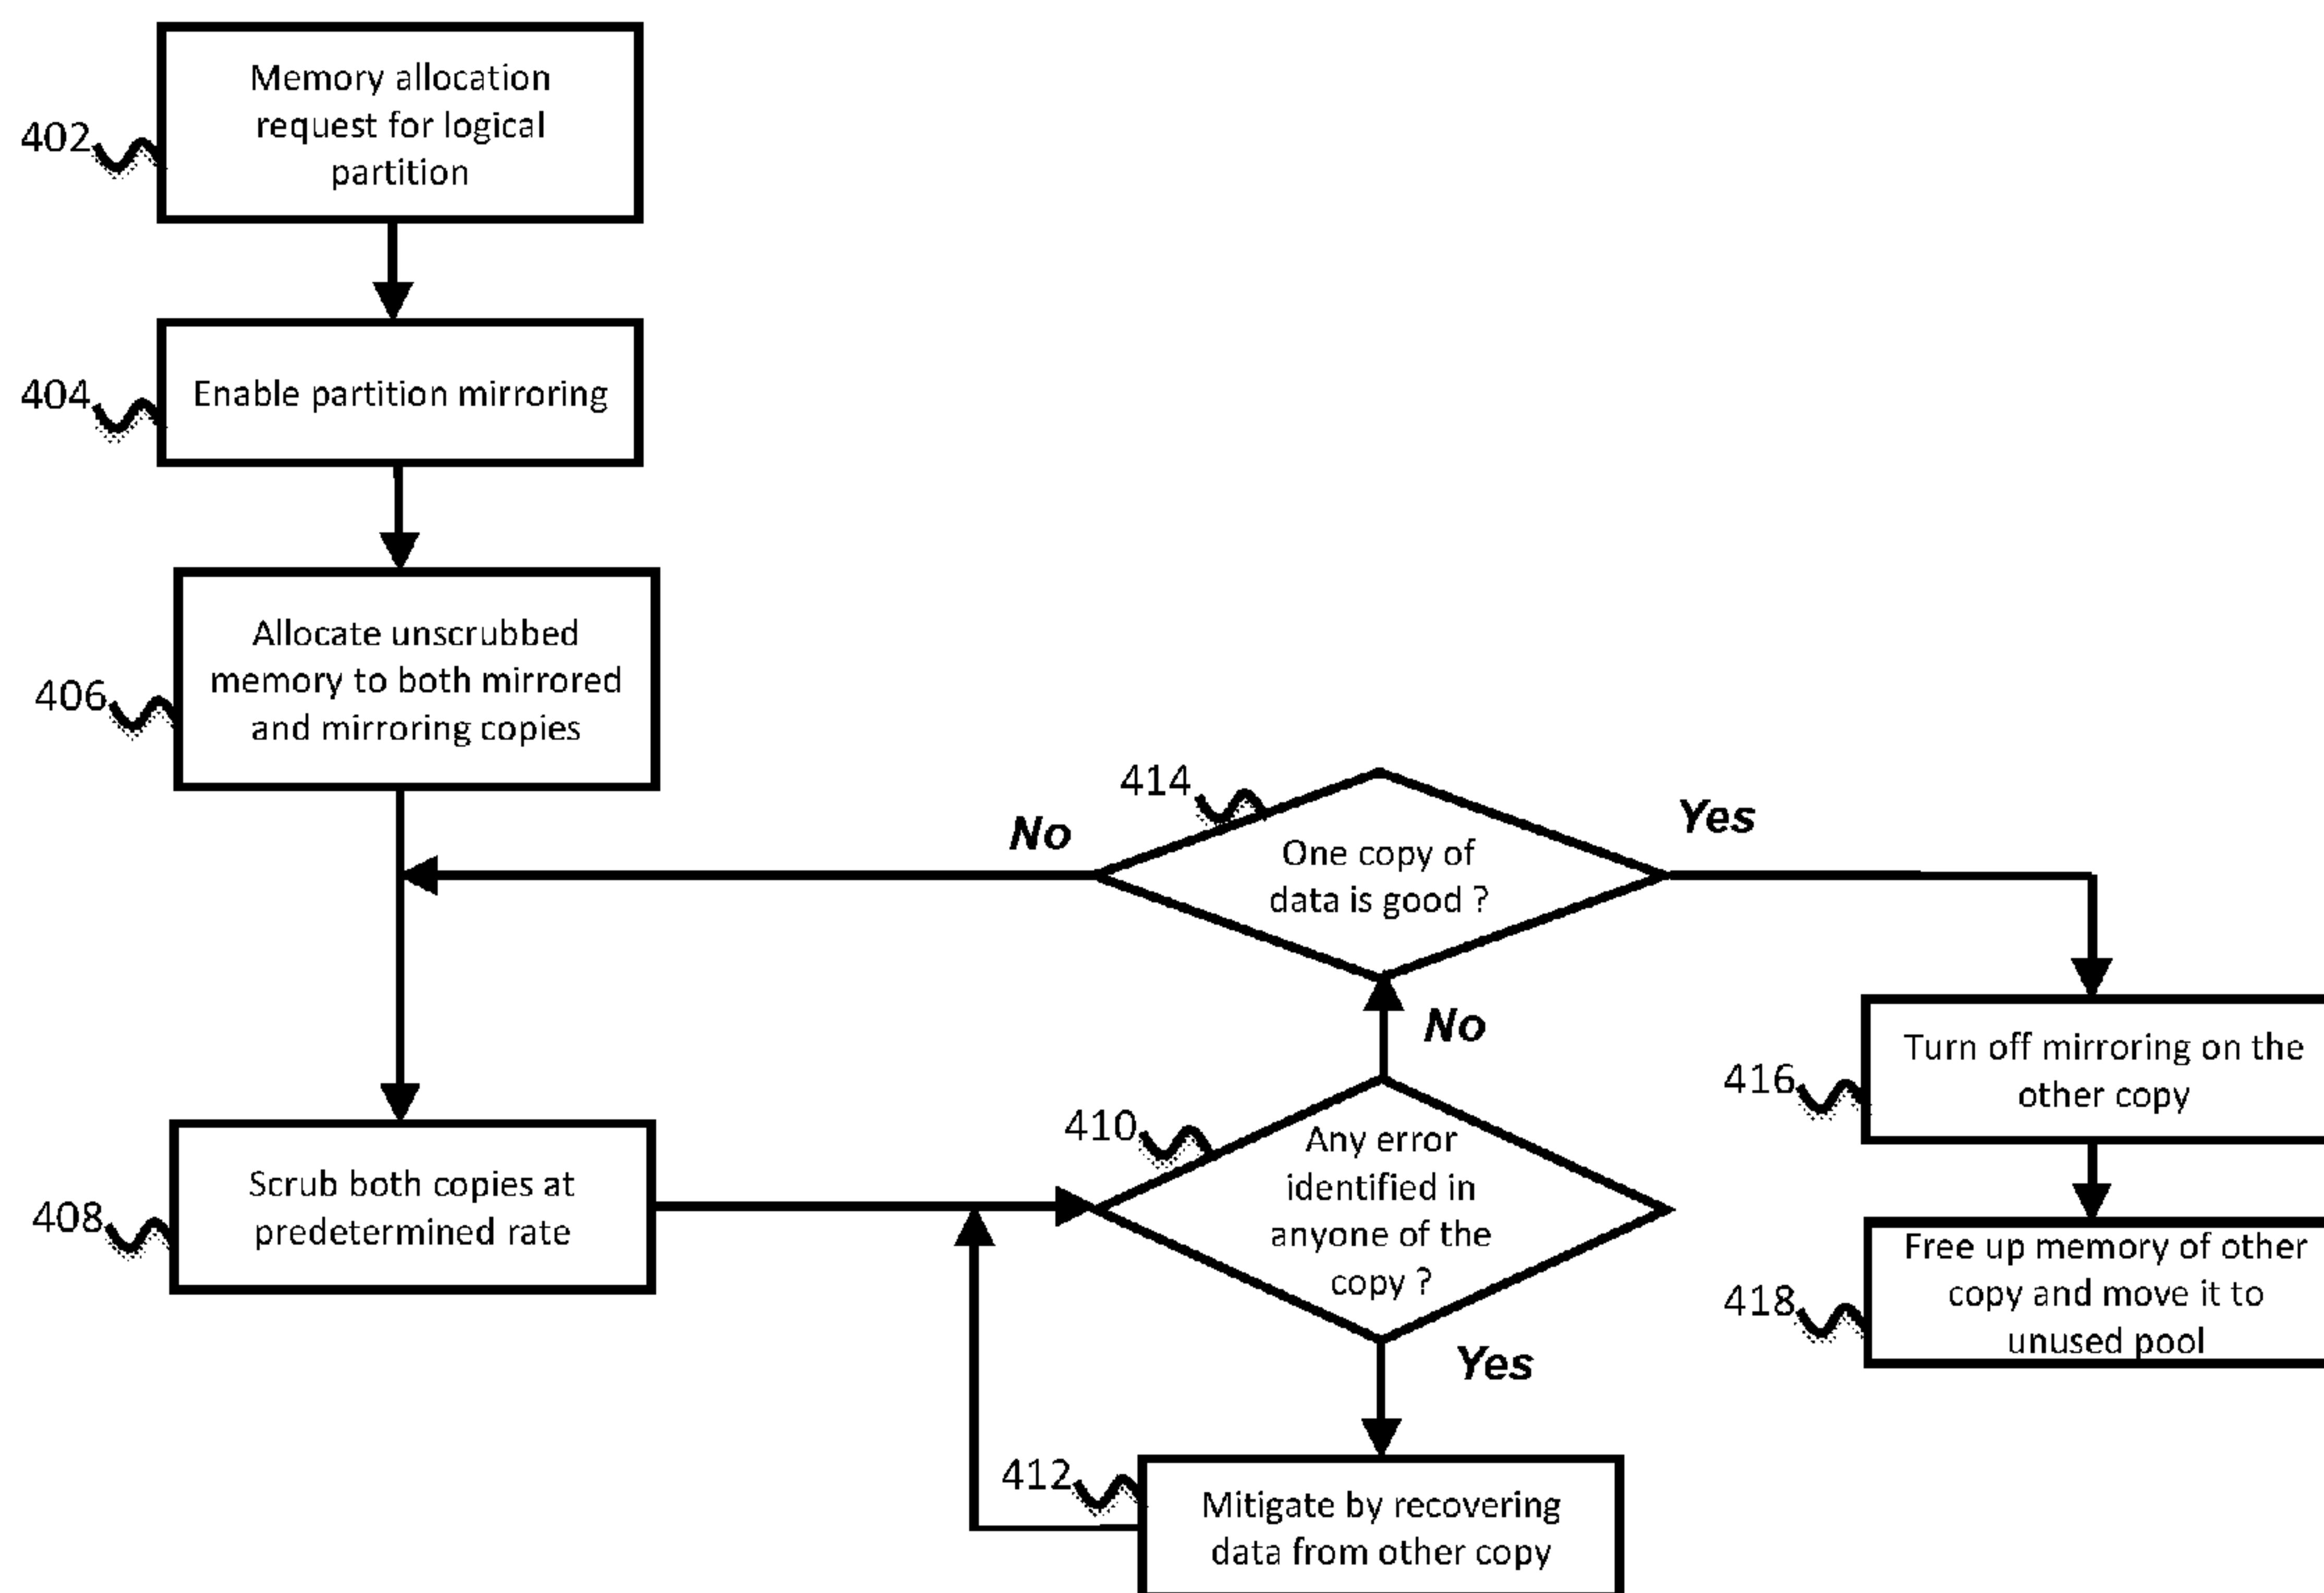 402
Memory allocation
request for logical
partition
404
Enable partition mirroring
406
Allocate unscrubbed
memory to both mirrored
and mirroring copies
414
No
Yes
One copy of
data is good ?
No
408
Scrub both copies at
predetermined rate
410
Any error
identified in
anyone of the
copy ?
Yes
412
Mitigate by recovering
data from other copy
416
Turn off mirroring on the
other copy
418
Free up memory of other
copy and move it to
unused pool